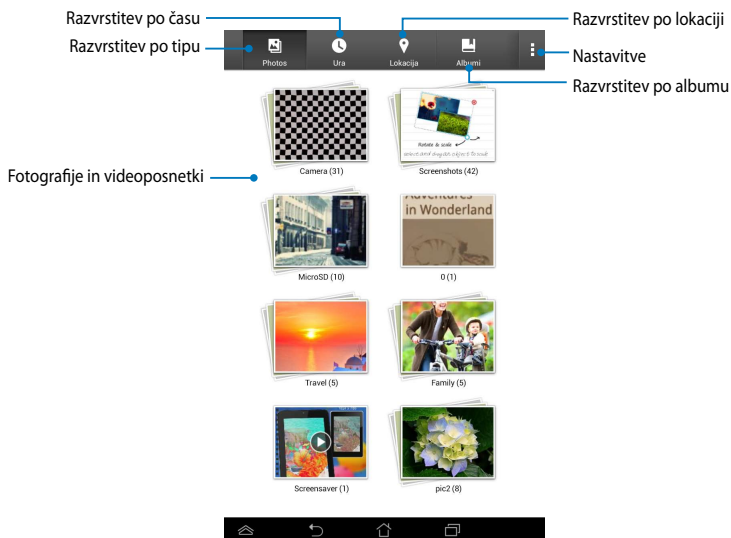 Razvrstitev po času
Razvrstitev po lokaciji
Razvrstitev po tipu
Nastavitve
Photos
Ura
Lokacija
Albumi
Razvrstitev po albumu
Rotate & scale
Camera (31)
Screenshots (42)
Fotografije in videoposnetki
Adventures
in Wonderland
MicroSD (10)
0 (1)
Travel (5)
Family (5)
Screensaver (1)
pic2 (8)